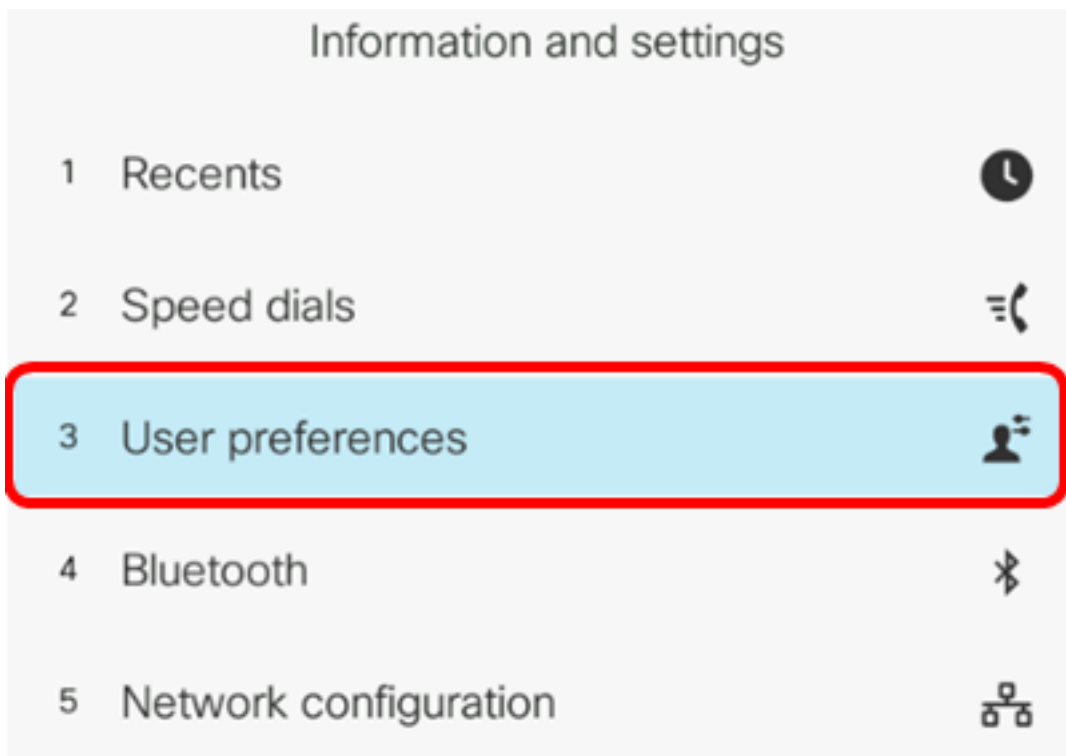 Information and settings
1 Recents
2 Speed dials
3 User preferences
4 Bluetooth
5 Network configuration